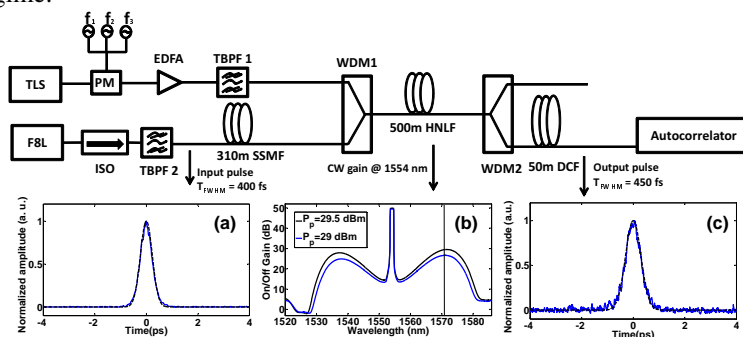 f1 f2 f3
EDFA
TBPF 1
WDM1
TLS
PM
F8L
ISO
TBPF 2
310m SSMF
500m HNLF
WDM2
50m DCF
Autocorrelator
Input pulse
TFWHM = 400 fs
CW gain @ 1554 nm
Output pulse
TFWHM = 450 fs
Normalized amplitude (a. u.)
1
0.5
0
(a)
-4 -2 0 2 4
Time(ps)
On/Off Gain (dB)
50
40
30
20
10
0
Pp=29.5 dBm
Pp=29 dBm
(b)
1520 1530 1540 1550 1560 1570 1580
Wavelength (nm)
Normalized amplitude (a.u.)
1
0.5
0
(c)
-4 -2 0 2 4
Time(ps)